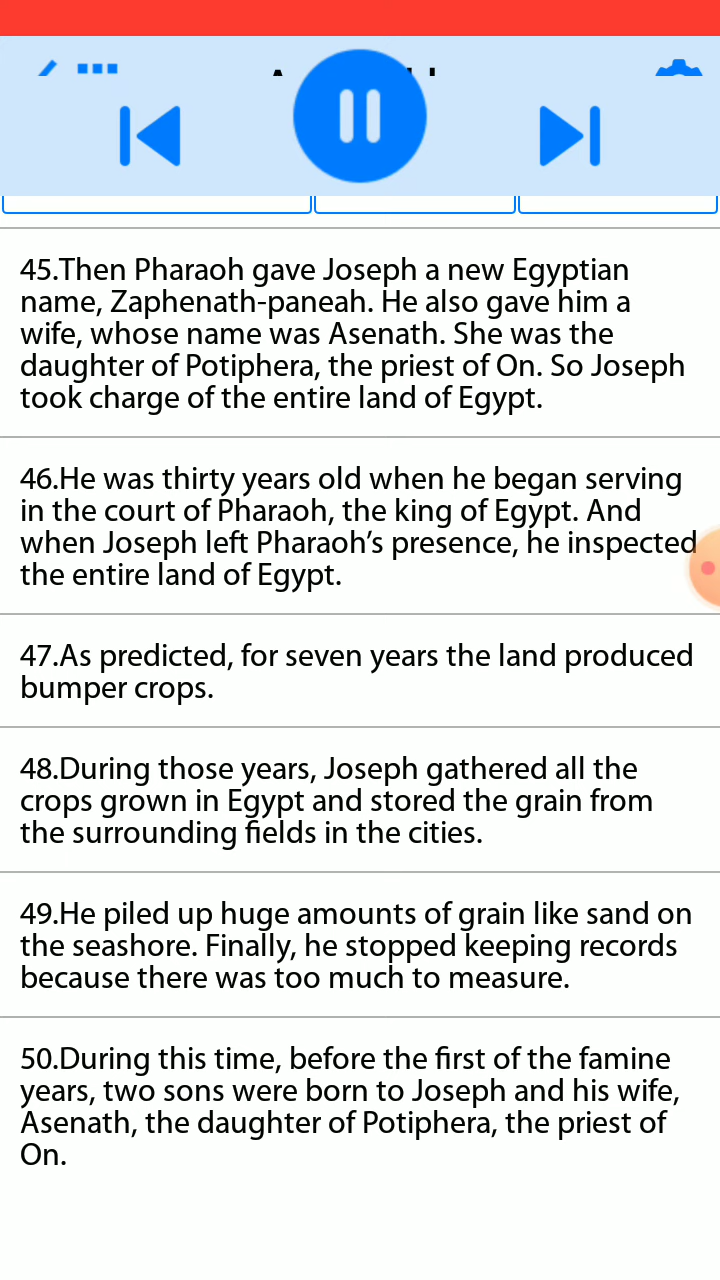 45.Then Pharaoh gave Joseph a new Egyptian
name, Zaphenath-paneah. He also gave him a
wife, whose name was Asenath. She was the
daughter of Potiphera, the priest of On. So Joseph
took charge of the entire land of Egypt.
46.He was thirty years old when he began serving
in the court of Pharaoh, the king of Egypt. And
when Joseph left Pharaoh’s presence, he inspected
the entire land of Egypt.
47.As predicted, for seven years the land produced
bumper crops.
48.During those years, Joseph gathered all the
crops grown in Egypt and stored the grain from
the surrounding fields in the cities.
49.He piled up huge amounts of grain like sand on
the seashore. Finally, he stopped keeping records
because there was too much to measure.
50.During this time, before the first of the famine
years, two sons were born to Joseph and his wife,
Asenath, the daughter of Potiphera, the priest of
On.